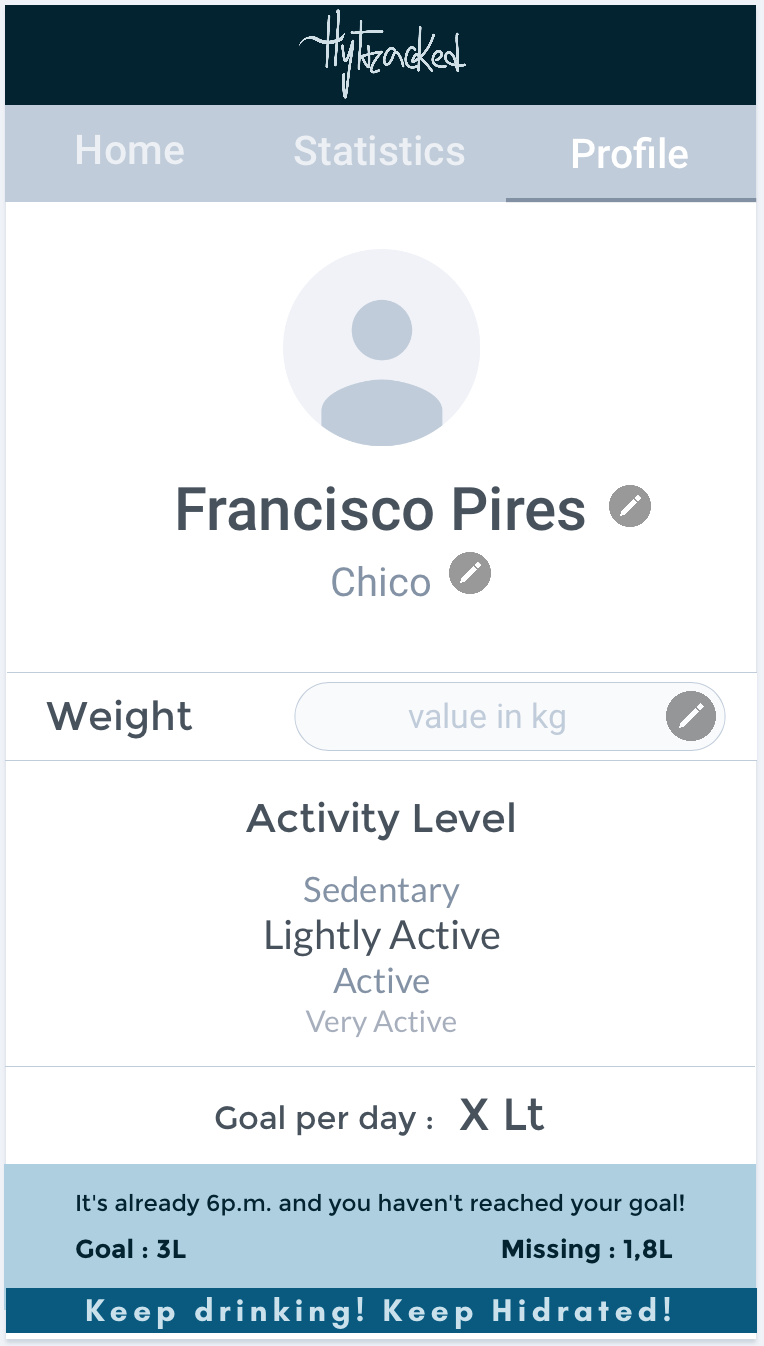 Hytracked
Home Statistics Profile
Francisco Pires
Chico
Weight value in kg
Activity Level
Sedentary
Lightly Active
Active
Very Active
Goal per day : X Lt
It's already 6p.m. and you haven't reached your goal!
Goal : 3L Missing : 1,8L
Keep drinking! Keep Hidrated!